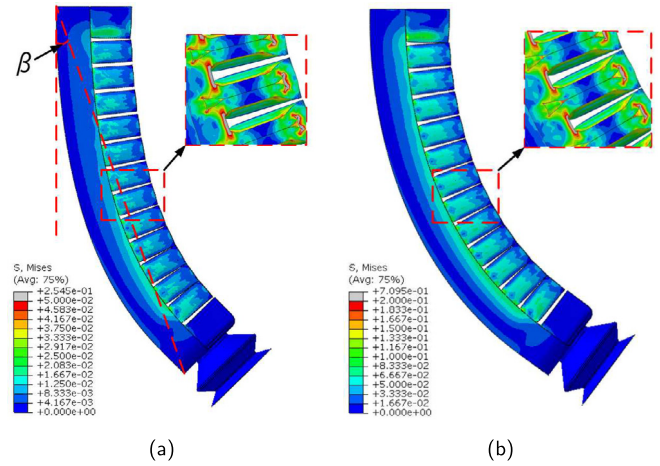 β
S, Mises
(Avg: 75%)
+2.545e-01
+5.000e-02
+4.583e-02
+4.167e-02
+3.750e-02
+3.333e-02
+2.917e-02
+2.500e-02
+2.083e-02
+1.667e-02
+1.250e-02
+8.333e-03
+4.167e-03
+0.000e+00
(a)
S, Mises
(Avg: 75%)
+7.095e-01
+2.000e-01
+1.833e-01
+1.667e-01
+1.500e-01
+1.333e-01
+1.167e-01
+1.000e-01
+8.333e-02
+6.667e-02
+5.000e-02
+3.333e-02
+1.667e-02
+0.000e+00
(b)